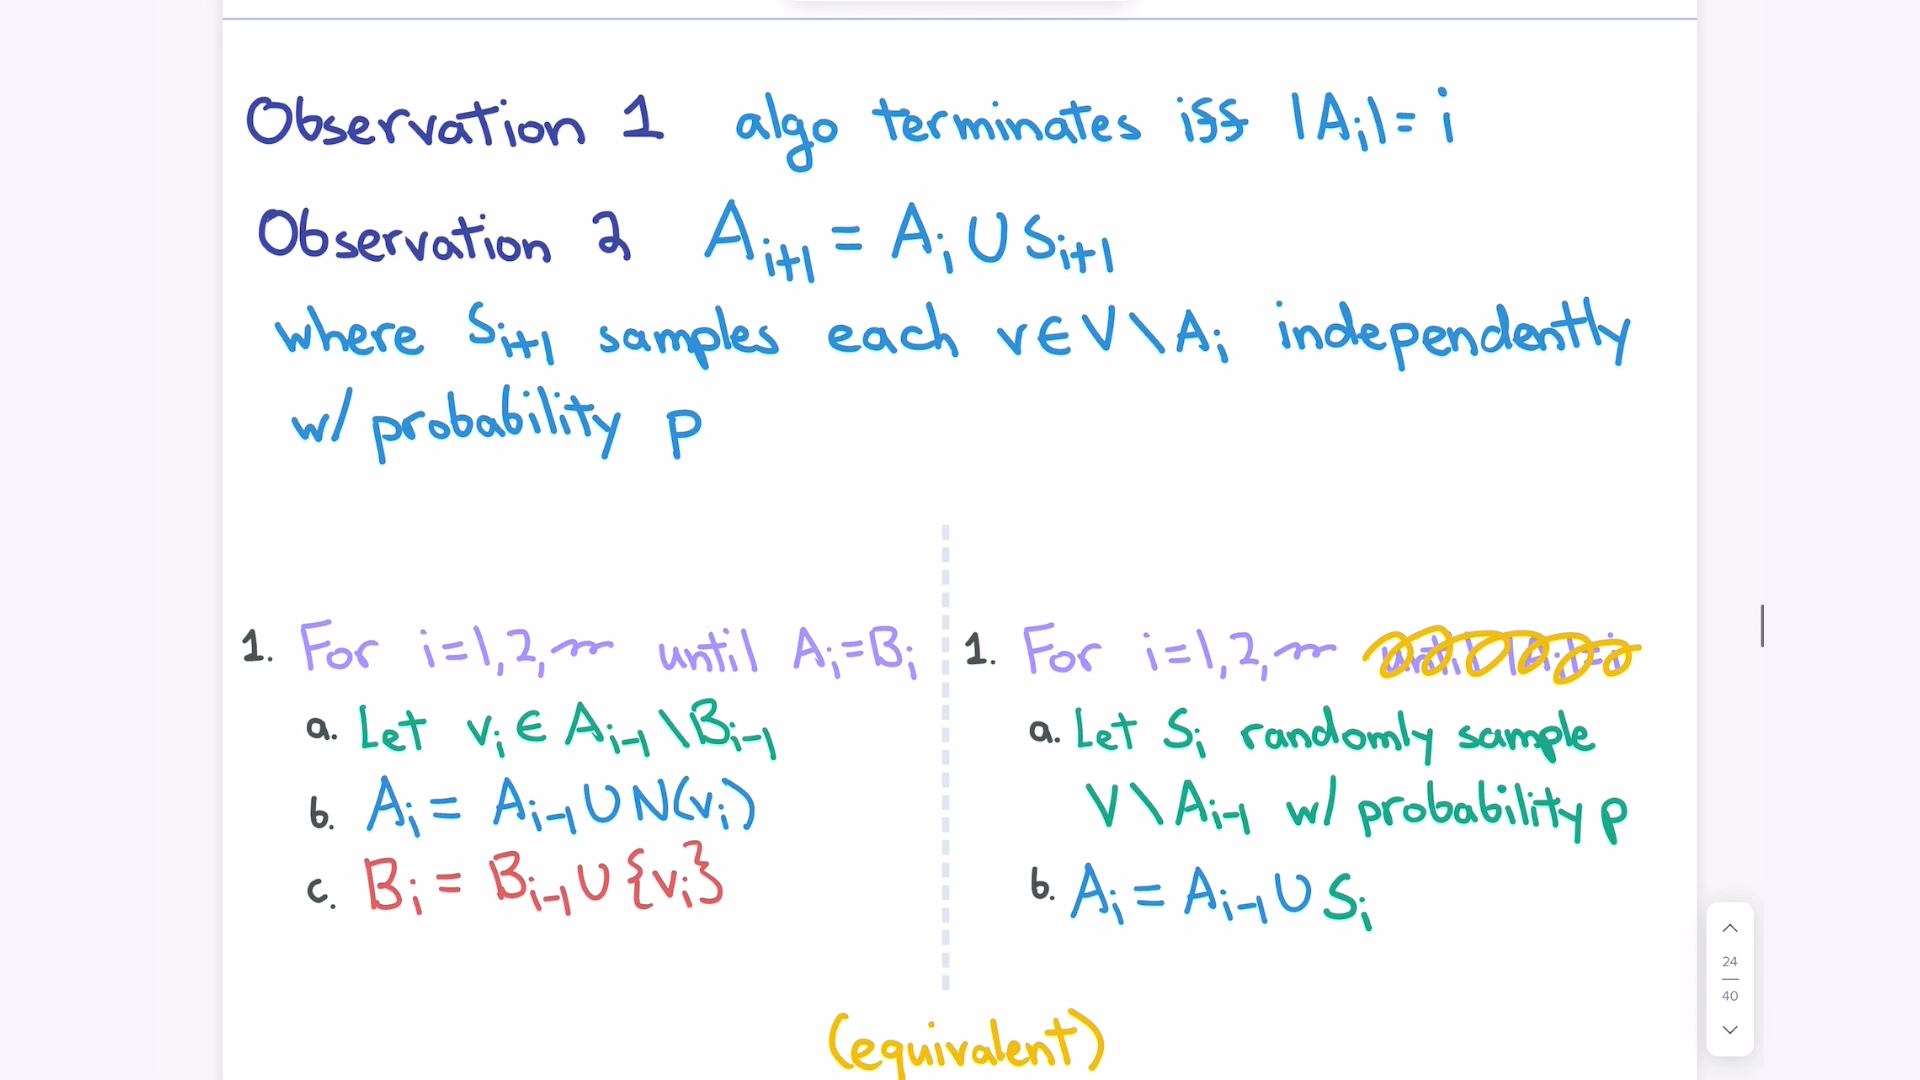 Observation 1 algo terminates iff |Aᵢ| = i
Observation 2 Aᵢ₊₁ = Aᵢ ∪ Sᵢ₊₁
where Sᵢ₊₁ samples each v ∈ V \ Aᵢ independently
w/ probability p
1. For i=1,2,... until Aᵢ=Bᵢ
a. Let vᵢ ∈ Aᵢ₋₁ \ Bᵢ₋₁
b. Aᵢ = Aᵢ₋₁ ∪ N(vᵢ)
c. Bᵢ = Bᵢ₋₁ ∪ {vᵢ}
1. For i=1,2,... until |Aᵢ|=i
a. Let Sᵢ randomly sample
V \ Aᵢ₋₁ w/ probability p
b. Aᵢ = Aᵢ₋₁ ∪ Sᵢ
(equivalent)
24
40